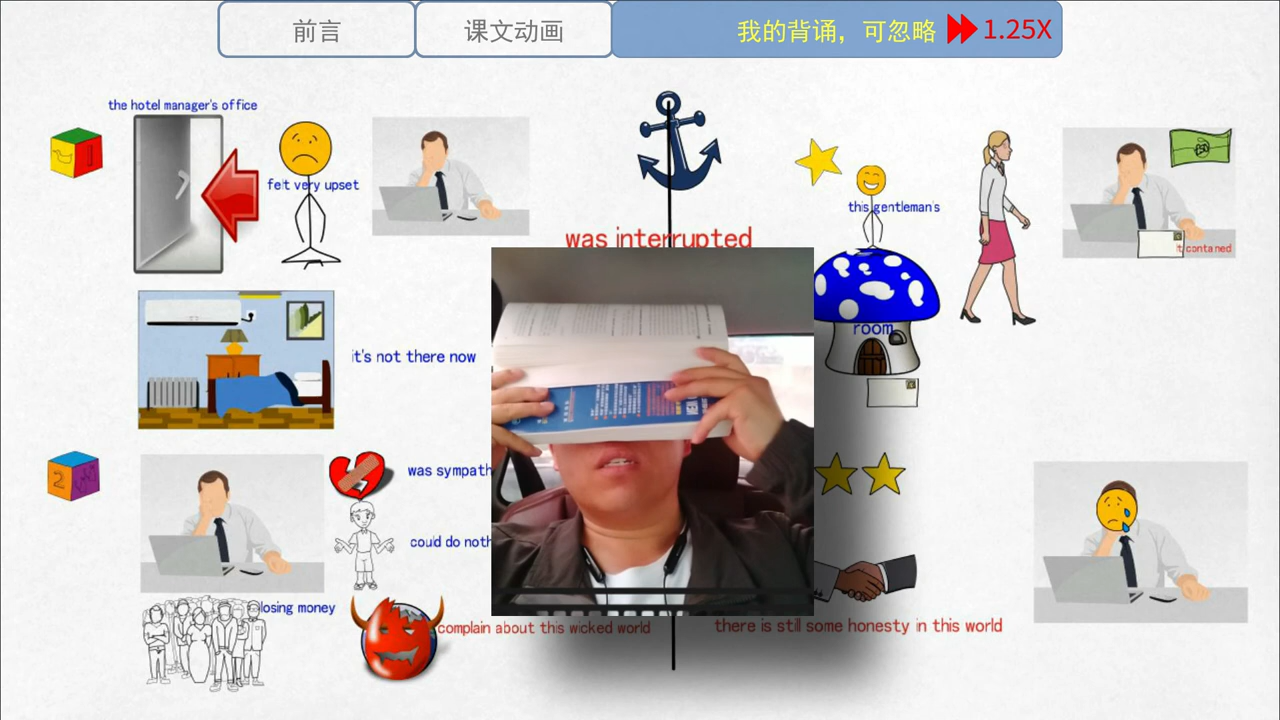 前言
课文动画
我的背诵，可忽略
1.25X
the hotel manager's office
felt very upset
was interrupted
this gentleman's
it contained
room
it's not there now
was sympath
could do noth
losing money
complain about this wicked world
there is still some honesty in this world